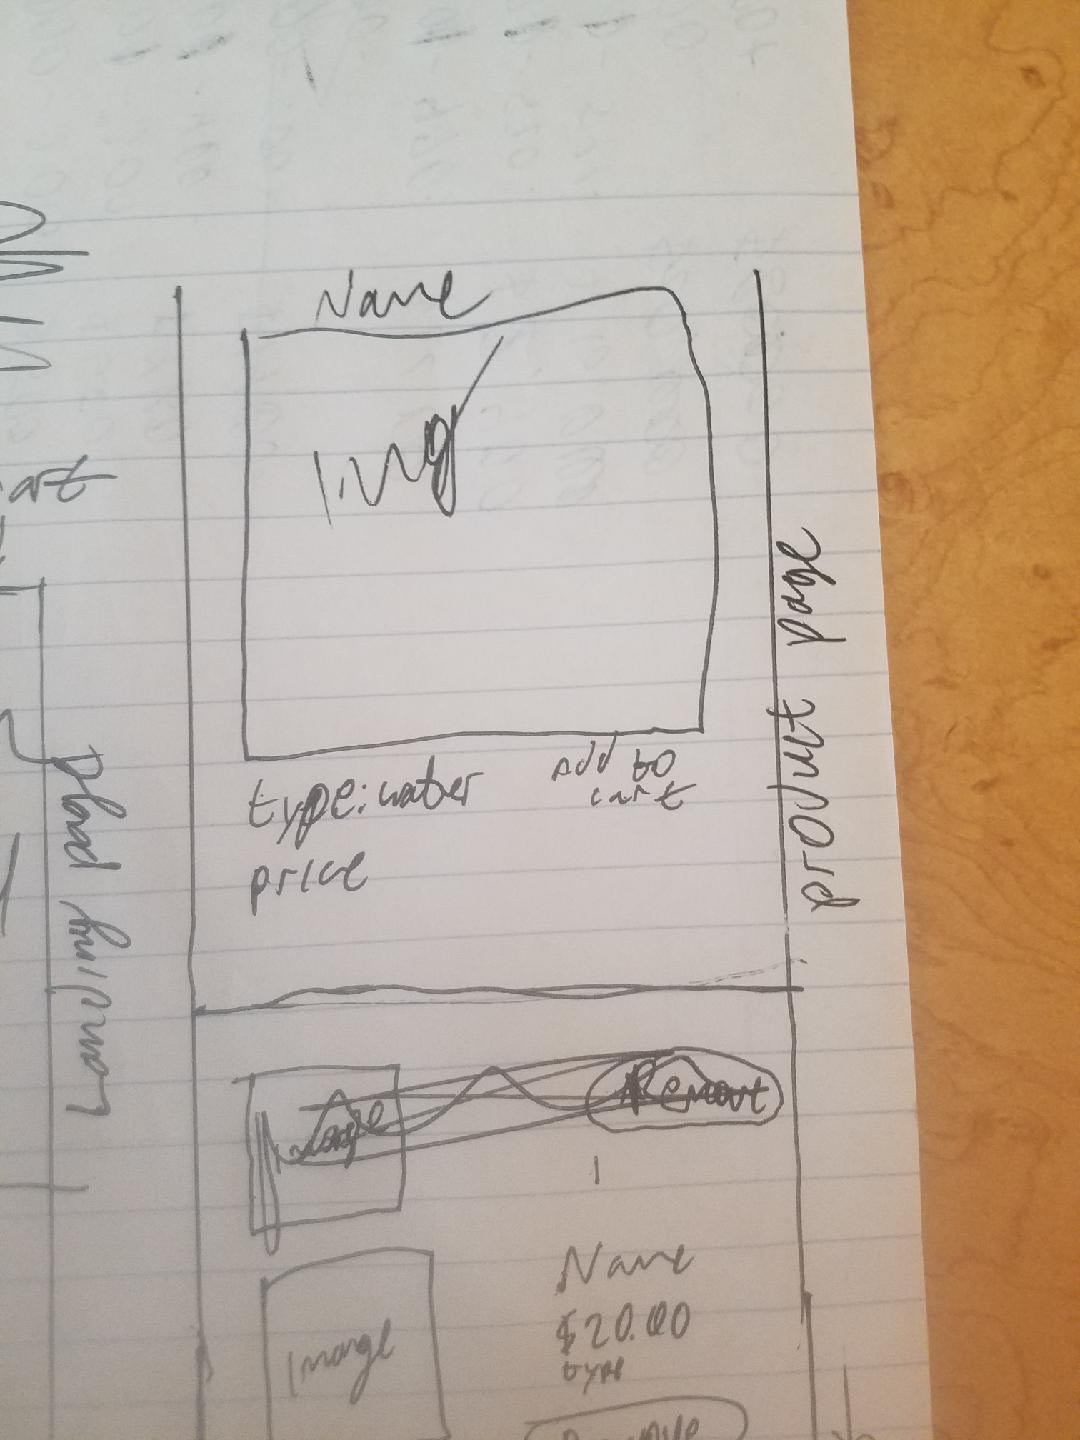 art
Landing page
Name
Img
type: water
add to
cart
price
product page
Image
Remove
Name
$20.00
type
Image
Remove